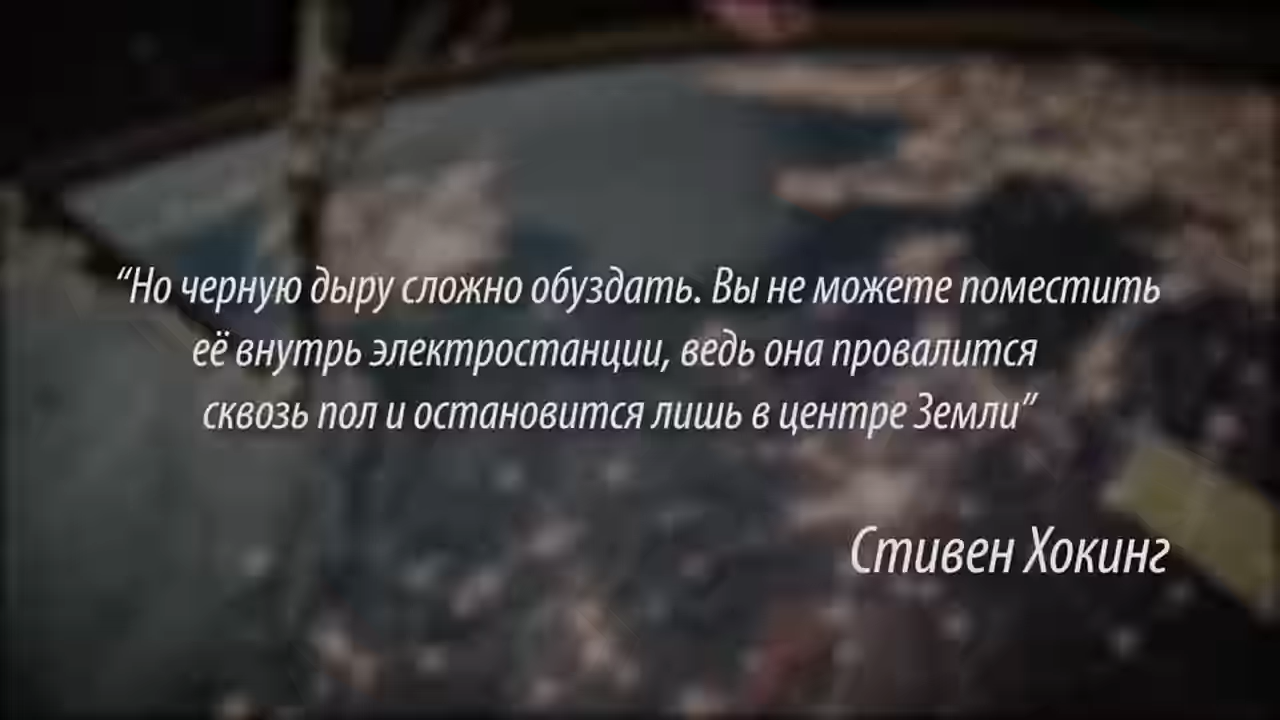 “Но черную дыру сложно обуздать. Вы не можете поместить
её внутрь электростанции, ведь она провалится
сквозь пол и остановится лишь в центре Земли”
Стивен Хокинг